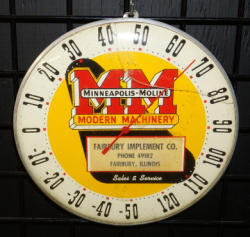 MM
MINNEAPOLIS-MOLINE
MODERN MACHINERY
FAIRBURY IMPLEMENT CO.
PHONE 49182
FAIRBURY, ILLINOIS
Sales & Service
-50
-40
-30
-20
-10
0
10
20
30
40
50
60
70
80
90
100
110
120